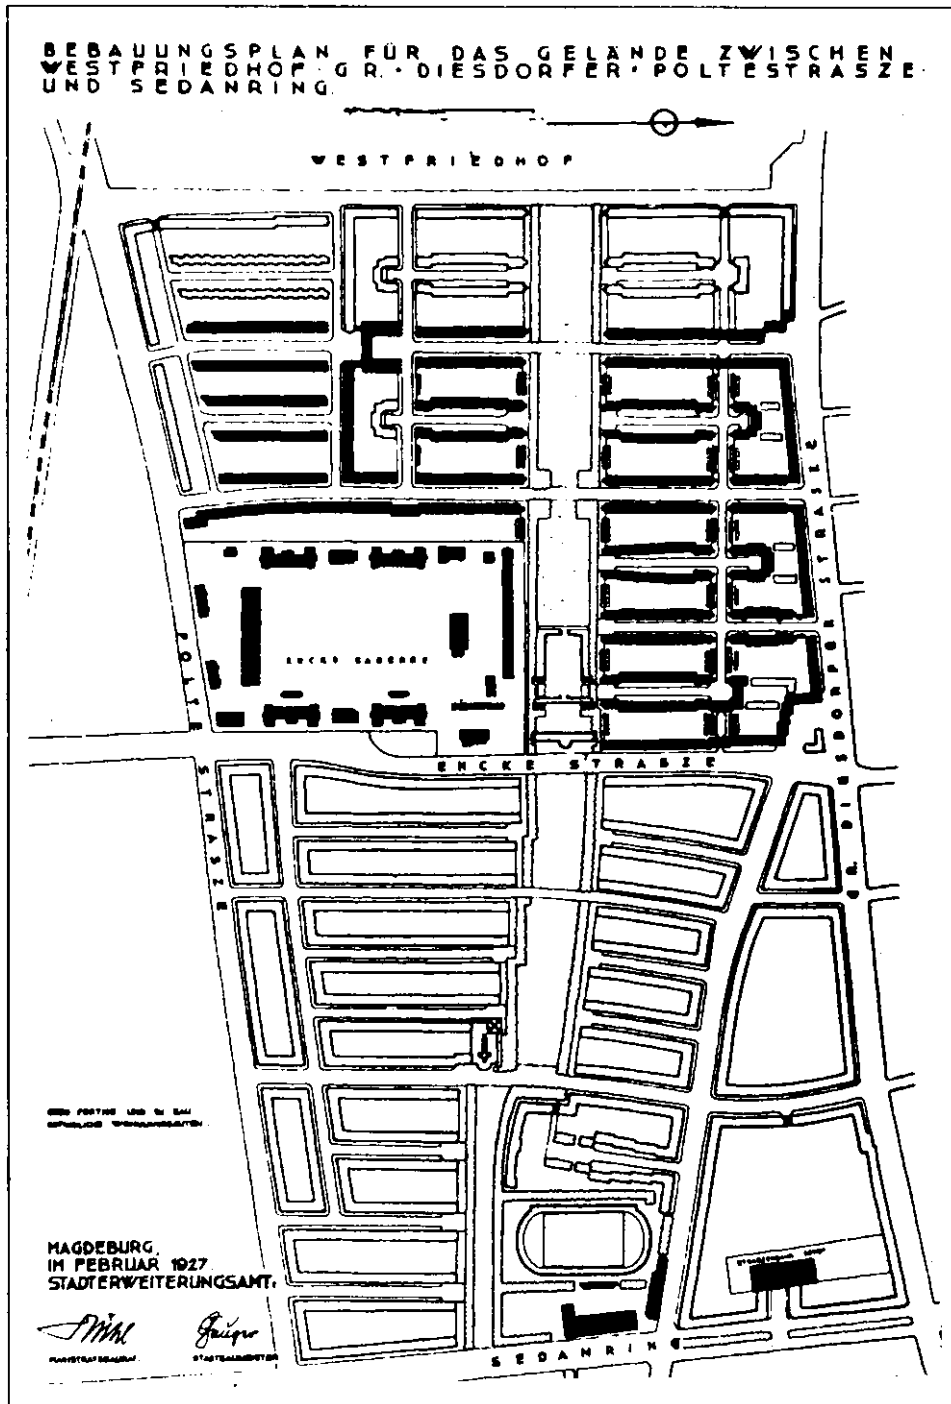 BEBAUUNGSPLAN FÜR DAS GELÄNDE ZWISCHEN
WESTFRIEDHOF · GR. · DIESDORFER · POLTESTRASZE
UND SEDANRING.
WESTFRIEDHOF
POLTE STRASZE
GR. DIESDORFER STRASZE
ENCKE STRASZE
MAGDEBURG,
IM FEBRUAR 1927.
STADTERWEITERUNGSAMT.
SEDANRING